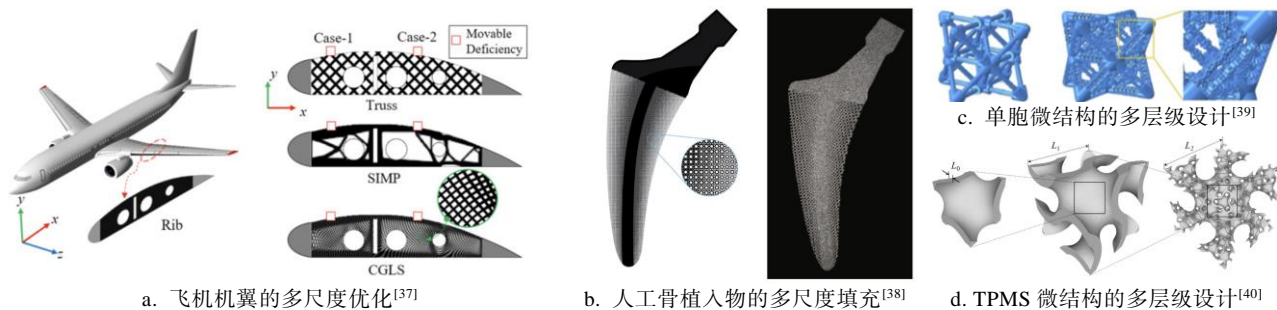 Case-1
Case-2
Movable
Deficiency
y
x
Truss
SIMP
CGLS
y
x
z
Rib
a. 飞机机翼的多尺度优化[37]
b. 人工骨植入物的多尺度填充[38]
c. 单胞微结构的多层级设计[39]
L0
L1
L2
d. TPMS 微结构的多层级设计[40]